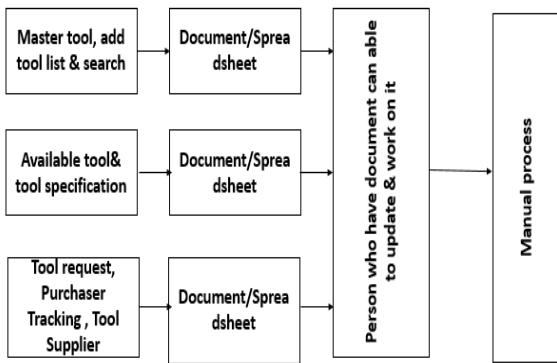 Master tool, add
tool list & search
Document/Sprea
dsheet
Available tool&
tool specification
Document/Sprea
dsheet
Tool request,
Purchaser
Tracking , Tool
Supplier
Document/Sprea
dsheet
Person who have document can able
to update & work on it
Manual process